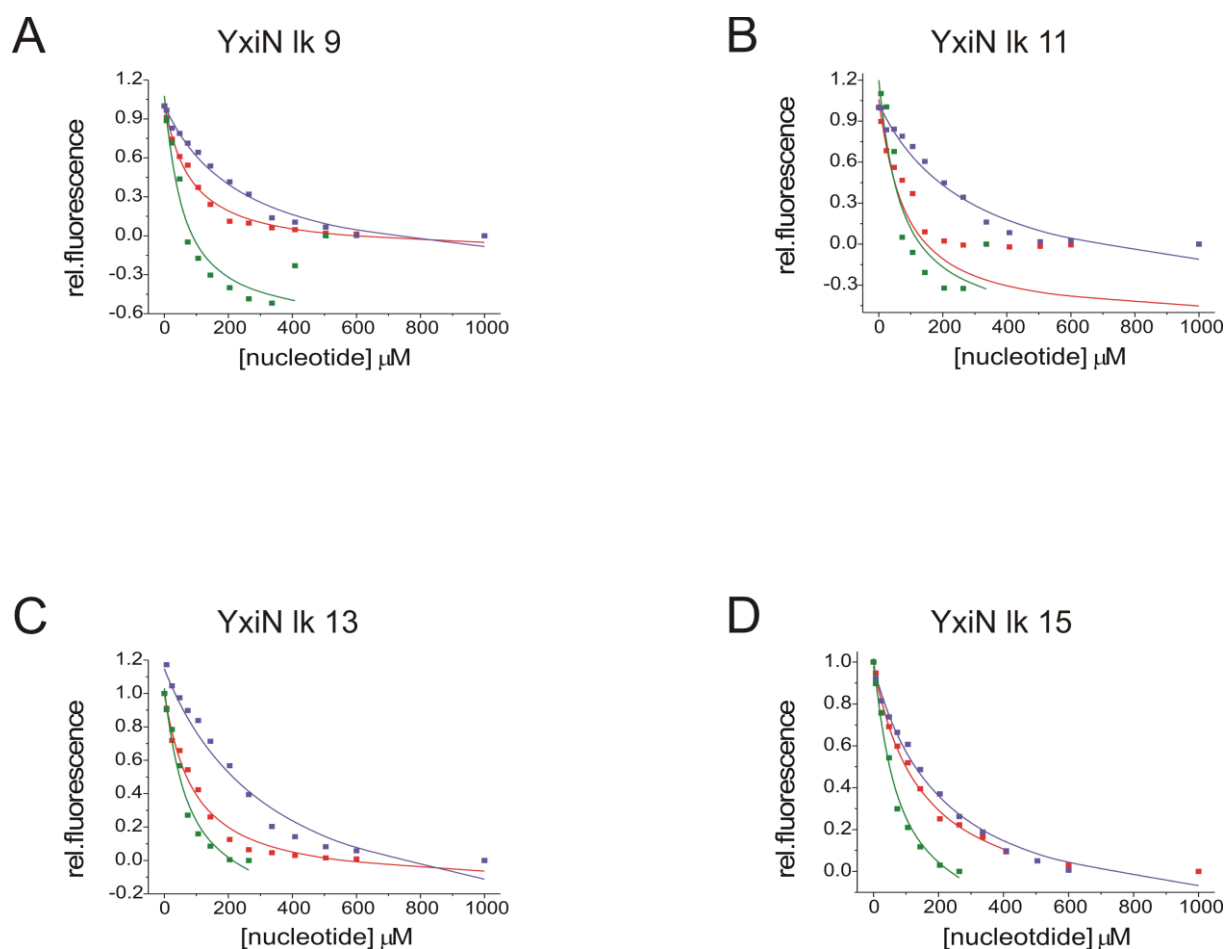 A
YxiN lk 9
rel.fluorescence
1.2
0.9
0.6
0.3
0.0
-0.3
-0.6
0 200 400 600 800 1000
[nucleotide] μM
B
YxiN lk 11
rel.fluorescence
1.2
0.9
0.6
0.3
0.0
-0.3
0 200 400 600 800 1000
[nucleotide] μM
C
YxiN lk 13
rel.fluorescence
1.2
1.0
0.8
0.6
0.4
0.2
0.0
-0.2
0 200 400 600 800 1000
[nucleotide] μM
D
YxiN lk 15
rel.fluorescence
1.0
0.8
0.6
0.4
0.2
0.0
0 200 400 600 800 1000
[nucleotdide] μM